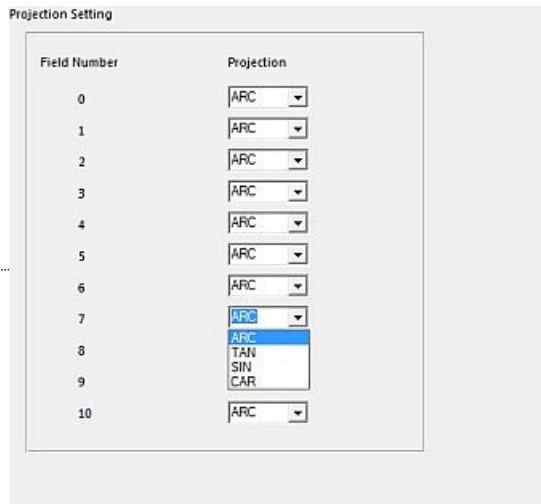 Projection Setting
Field Number Projection
0 ARC
1 ARC
2 ARC
3 ARC
4 ARC
5 ARC
6 ARC
7 ARC
ARC
8 TAN
SIN
9 CAR
10 ARC
...